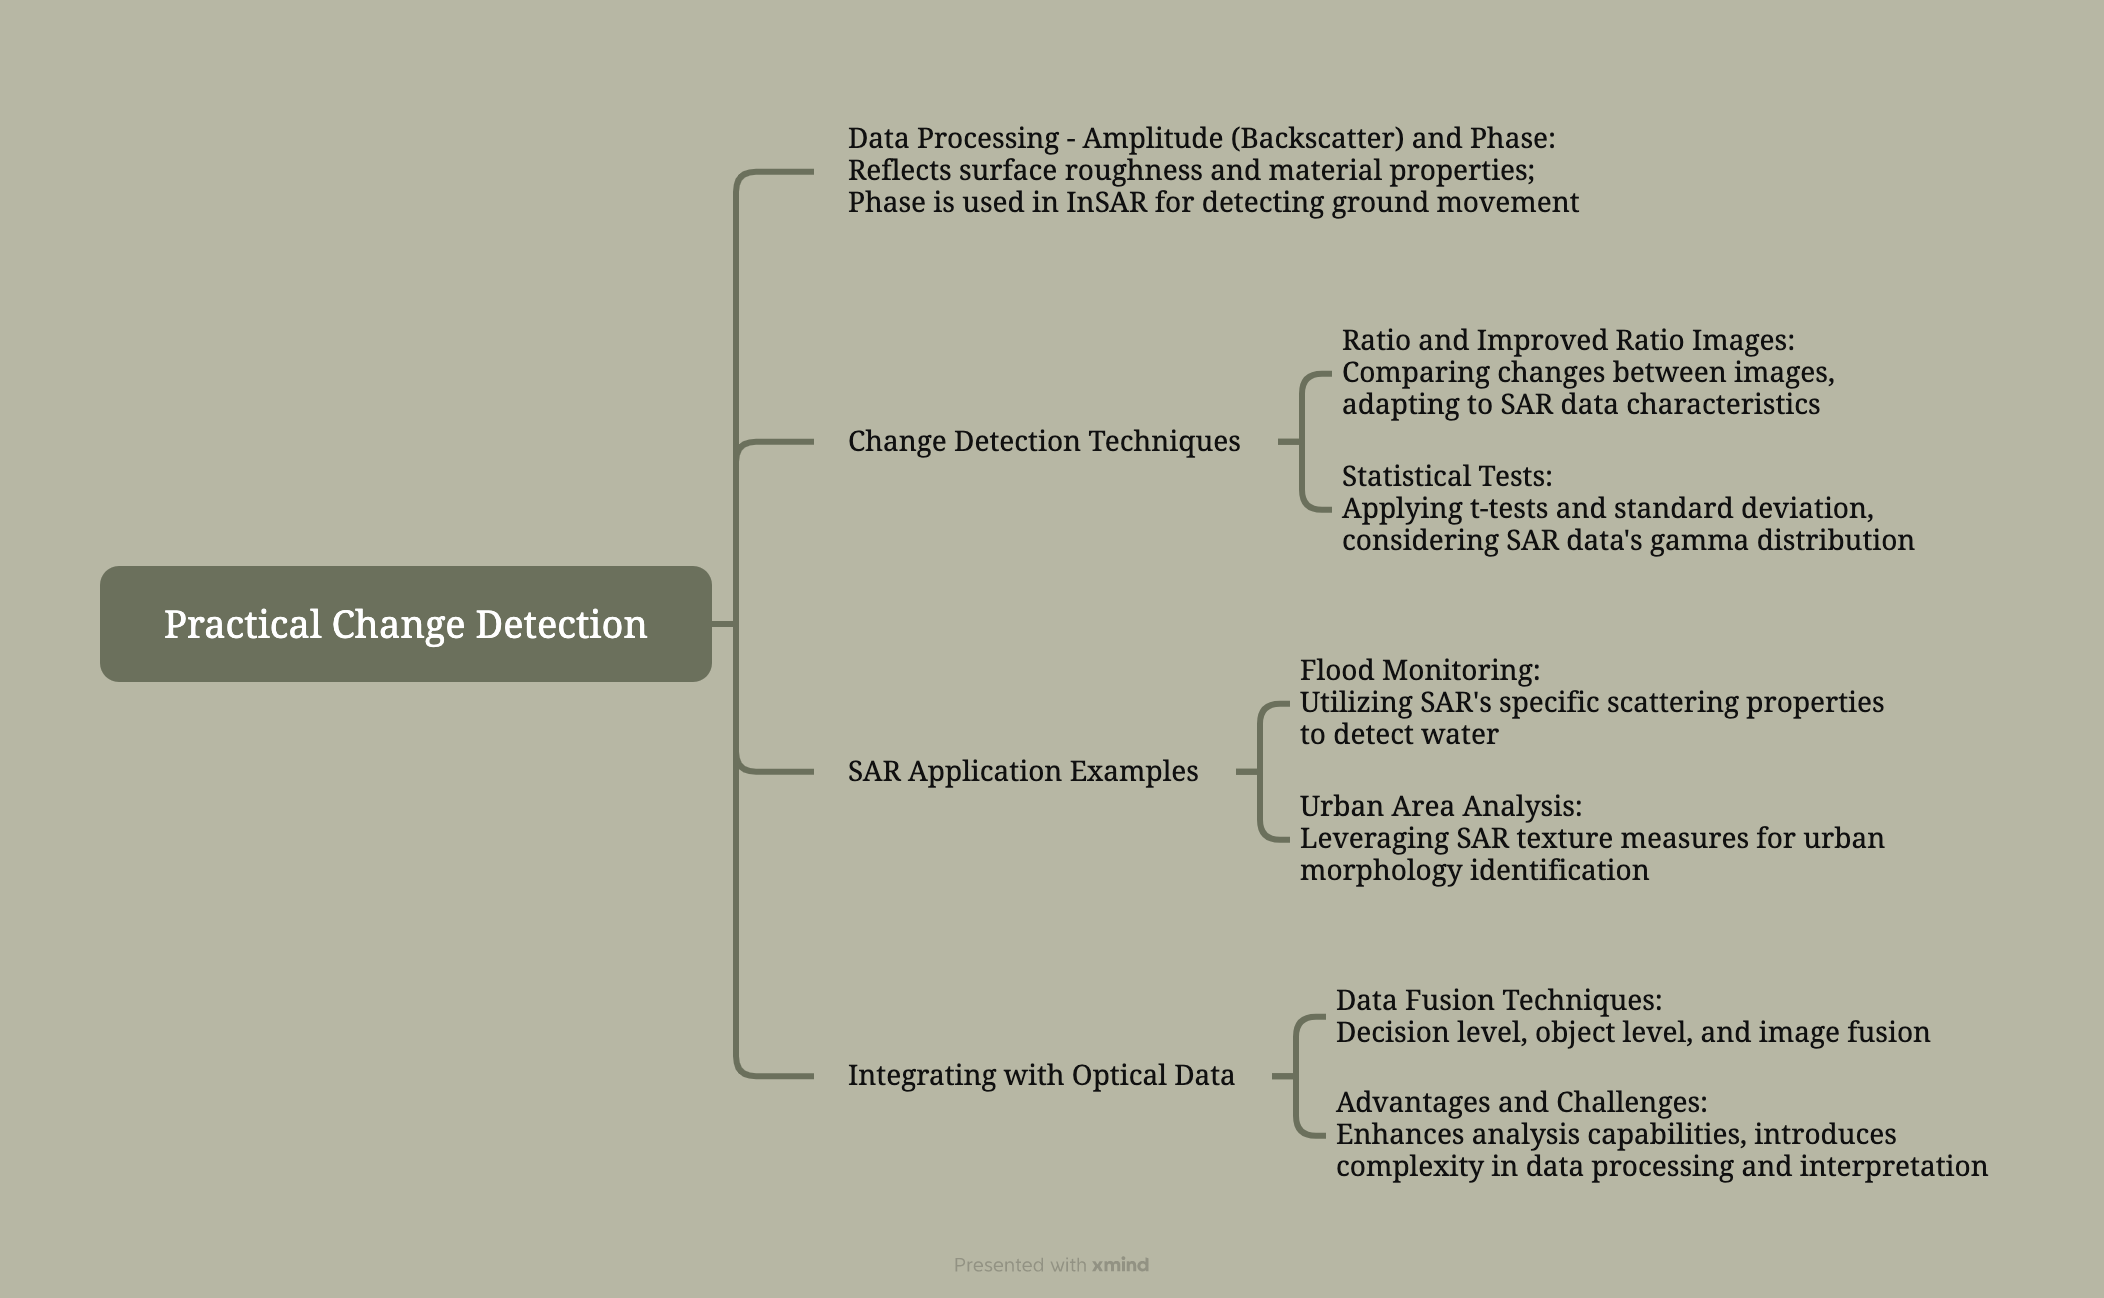 Data Processing - Amplitude (Backscatter) and Phase:
Reflects surface roughness and material properties;
Phase is used in InSAR for detecting ground movement
Ratio and Improved Ratio Images:
Comparing changes between images,
adapting to SAR data characteristics
Change Detection Techniques
Statistical Tests:
Applying t-tests and standard deviation,
considering SAR data's gamma distribution
Practical Change Detection
Flood Monitoring:
Utilizing SAR's specific scattering properties
to detect water
SAR Application Examples
Urban Area Analysis:
Leveraging SAR texture measures for urban
morphology identification
Data Fusion Techniques:
Decision level, object level, and image fusion
Integrating with Optical Data
Advantages and Challenges:
Enhances analysis capabilities, introduces
complexity in data processing and interpretation
Presented with xmind